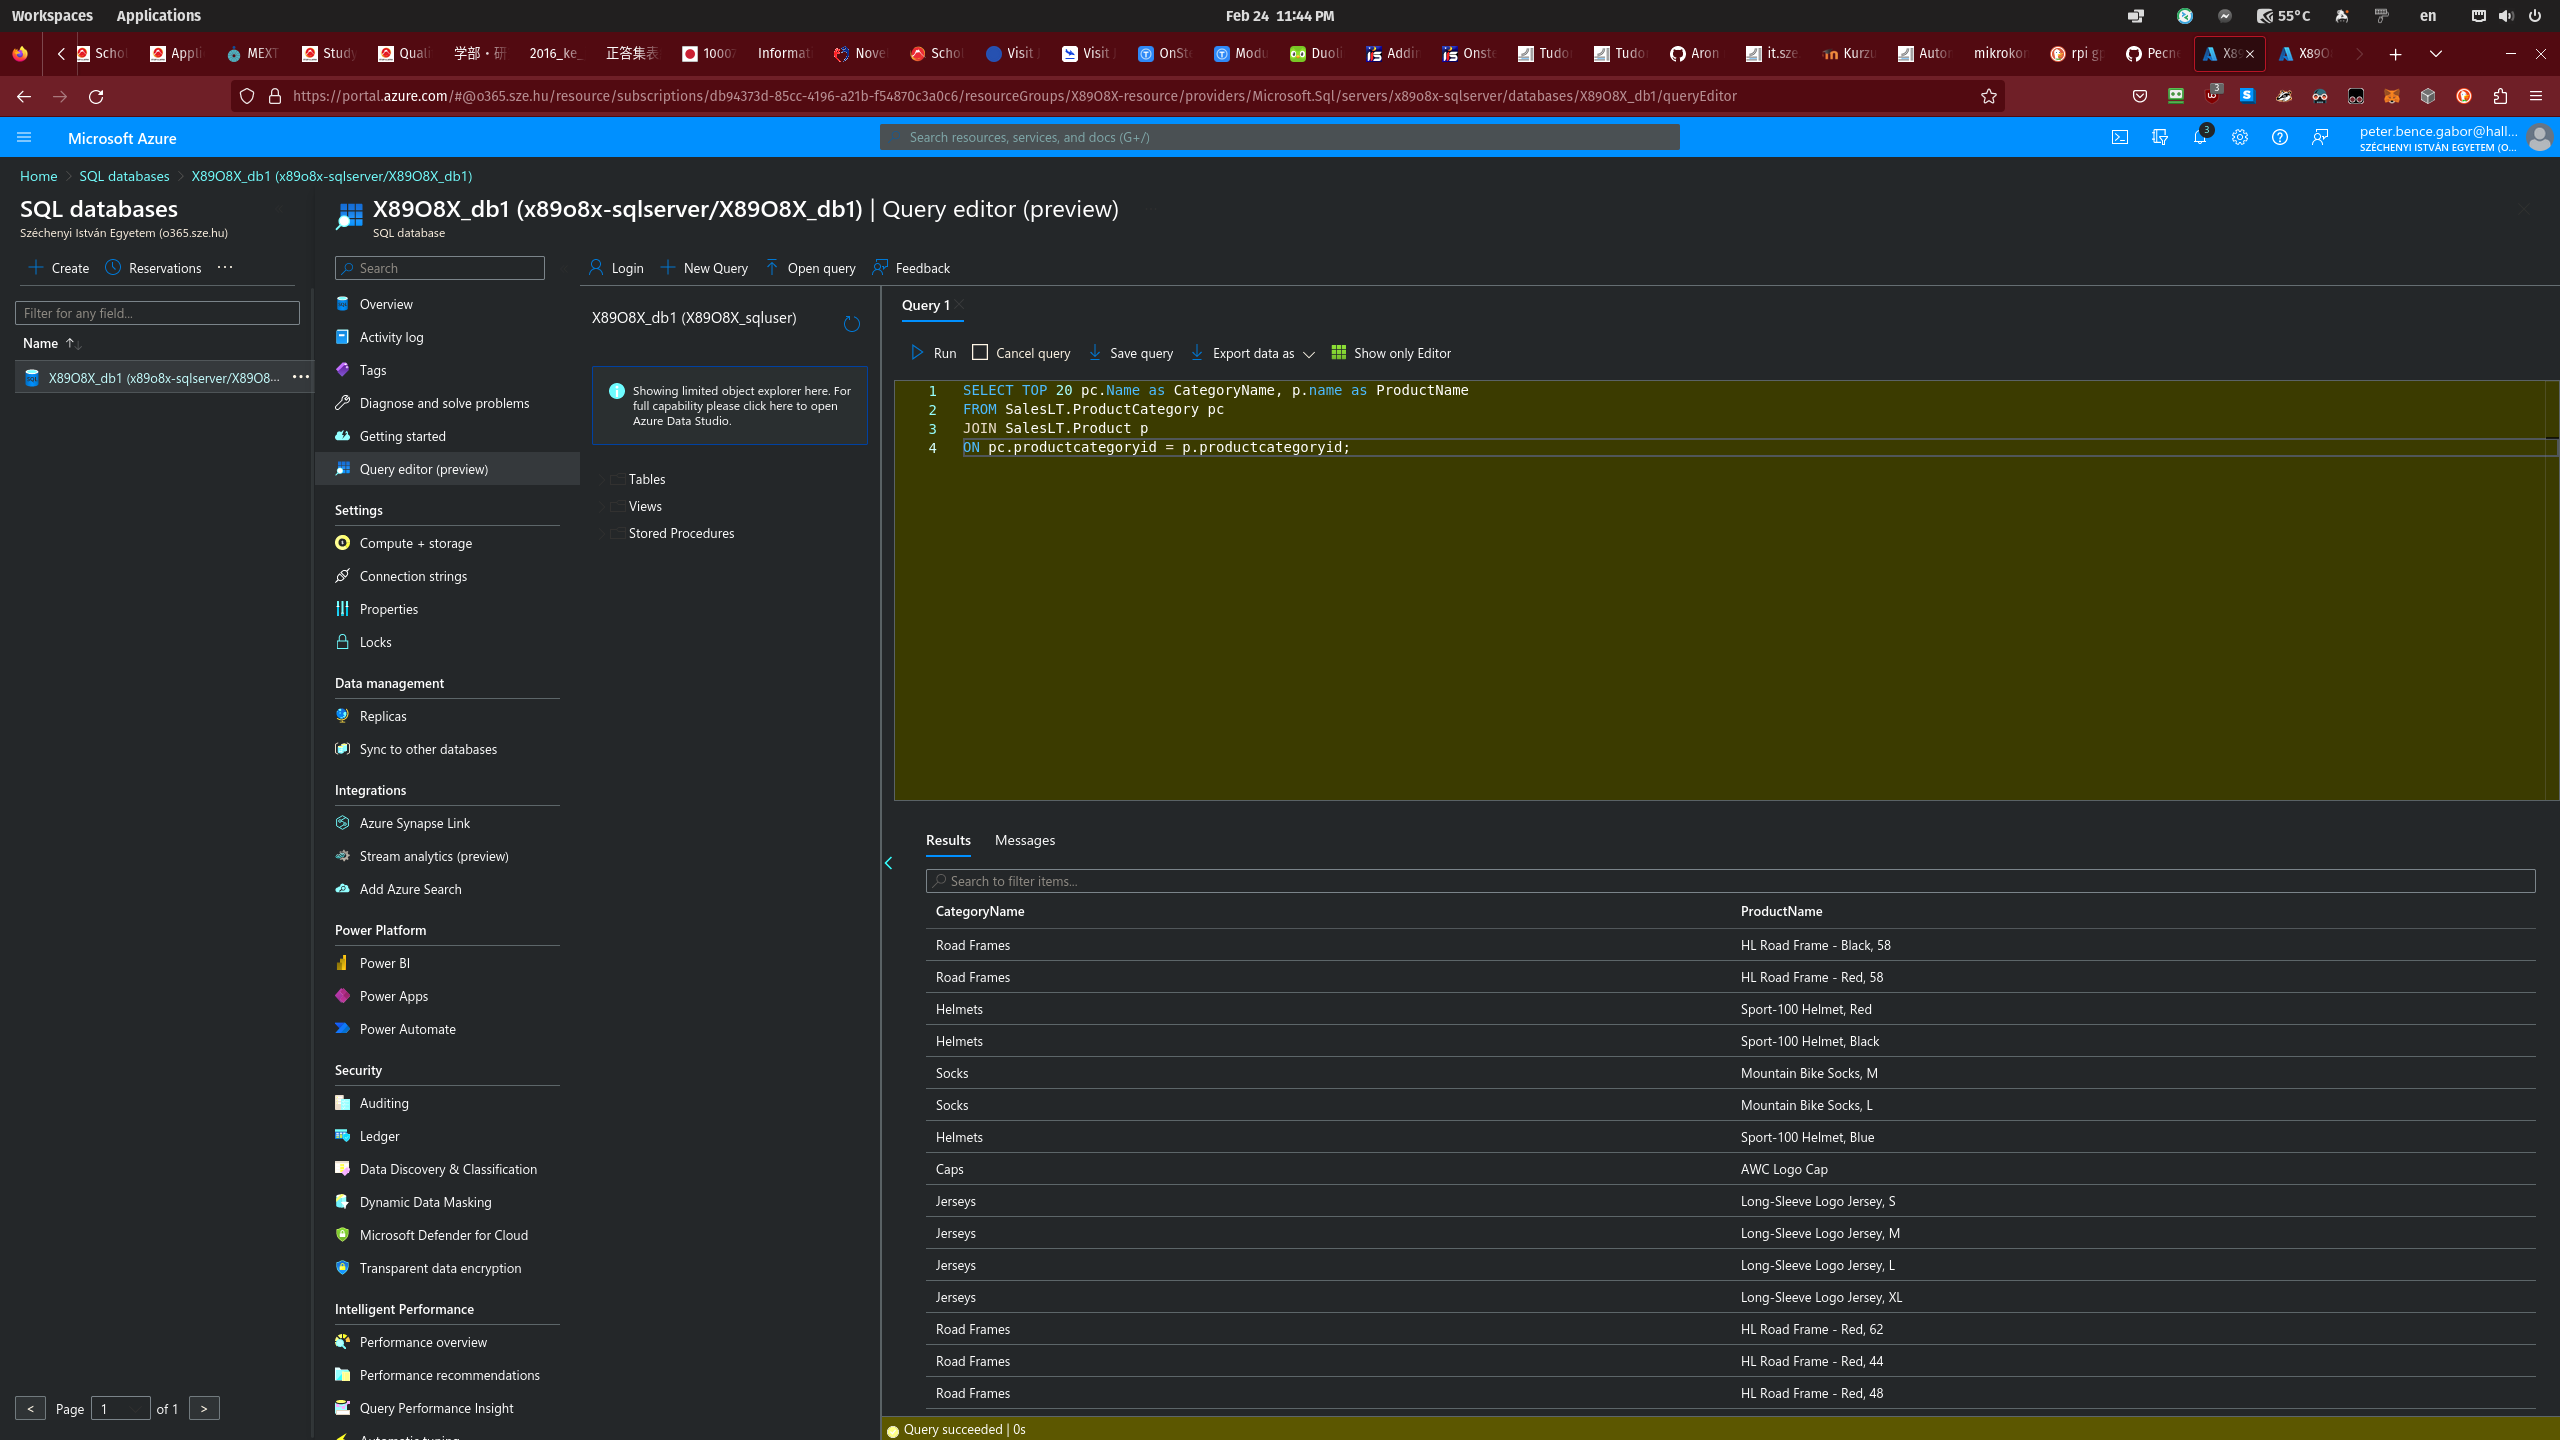 Workspaces Applications Feb 24 11:44 PM 55°C en
Schol Appli MEXT Study Quali 学部・研 2016_ke_ 正答集表 10007 Informati Novel Schol Visit J Visit J OnSte Modu Duoli Addin Onste Tudo Tudo Aron it.sze Kurzu Autor mikrokor rpi gp Pecne X89 X89O
https://portal.azure.com/#@o365.sze.hu/resource/subscriptions/db94373d-85cc-4196-a21b-f54870c3a0c6/resourceGroups/X89O8X-resource/providers/Microsoft.Sql/servers/x89o8x-sqlserver/databases/X89O8X_db1/queryEditor 3
Microsoft Azure Search resources, services, and docs (G+/) 3 peter.bence.gabor@hall...
SZÉCHENYI ISTVÁN EGYETEM (O...
Home SQL databases X89O8X_db1 (x89o8x-sqlserver/X89O8X_db1)
SQL databases
Széchenyi István Egyetem (o365.sze.hu)
X89O8X_db1 (x89o8x-sqlserver/X89O8X_db1) | Query editor (preview)
SQL database
Create Reservations ···
Filter for any field...
Name ↑↓
X89O8X_db1 (x89o8x-sqlserver/X89O8... ···
< Page 1 of 1 >
Search
Overview
Activity log
Tags
Diagnose and solve problems
Getting started
Query editor (preview)
Settings
Compute + storage
Connection strings
Properties
Locks
Data management
Replicas
Sync to other databases
Integrations
Azure Synapse Link
Stream analytics (preview)
Add Azure Search
Power Platform
Power BI
Power Apps
Power Automate
Security
Auditing
Ledger
Data Discovery & Classification
Dynamic Data Masking
Microsoft Defender for Cloud
Transparent data encryption
Intelligent Performance
Performance overview
Performance recommendations
Query Performance Insight
Automatic tuning
Login New Query Open query Feedback
X89O8X_db1 (X89O8X_sqluser)
Showing limited object explorer here. For
full capability please click here to open
Azure Data Studio.
Tables
Views
Stored Procedures
Query 1
Run Cancel query Save query Export data as Show only Editor
1 SELECT TOP 20 pc.Name as CategoryName, p.name as ProductName
2 FROM SalesLT.ProductCategory pc
3 JOIN SalesLT.Product p
4 ON pc.productcategoryid = p.productcategoryid;
Results Messages
Search to filter items...
CategoryName ProductName
Road Frames HL Road Frame - Black, 58
Road Frames HL Road Frame - Red, 58
Helmets Sport-100 Helmet, Red
Helmets Sport-100 Helmet, Black
Socks Mountain Bike Socks, M
Socks Mountain Bike Socks, L
Helmets Sport-100 Helmet, Blue
Caps AWC Logo Cap
Jerseys Long-Sleeve Logo Jersey, S
Jerseys Long-Sleeve Logo Jersey, M
Jerseys Long-Sleeve Logo Jersey, L
Jerseys Long-Sleeve Logo Jersey, XL
Road Frames HL Road Frame - Red, 62
Road Frames HL Road Frame - Red, 44
Road Frames HL Road Frame - Red, 48
Query succeeded | 0s